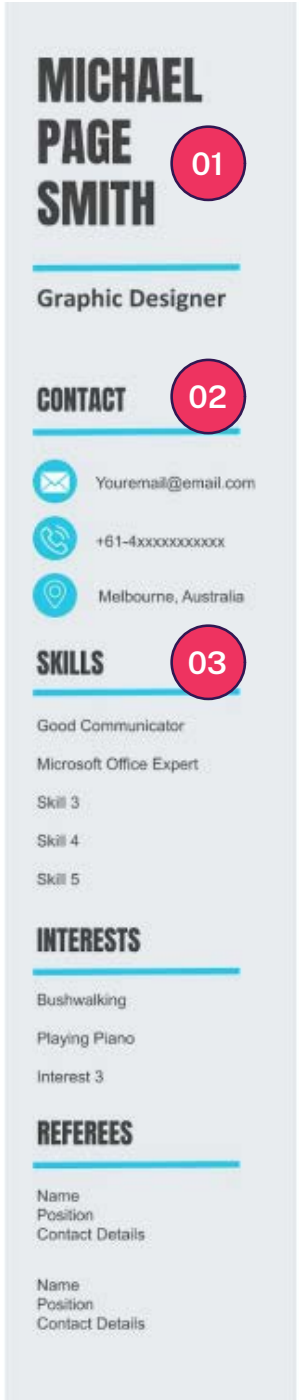 MICHAEL
PAGE
01
SMITH
Graphic Designer
CONTACT
02
Youremail@email.com
+61-4xxxxxxxxxxx
Melbourne, Australia
SKILLS
03
Good Communicator
Microsoft Office Expert
Skill 3
Skill 4
Skill 5
INTERESTS
Bushwalking
Playing Piano
Interest 3
REFEREES
Name
Position
Contact Details
Name
Position
Contact Details